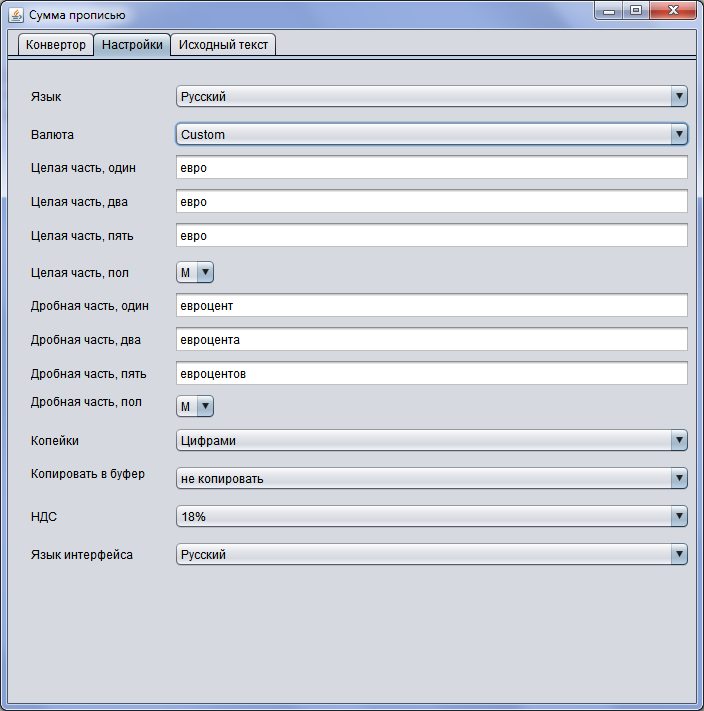 Сумма прописью
Конвертор Настройки Исходный текст
Язык Русский
Валюта Custom
Целая часть, один евро
Целая часть, два евро
Целая часть, пять евро
Целая часть, пол М
Дробная часть, один евроцент
Дробная часть, два евроцента
Дробная часть, пять евроцентов
Дробная часть, пол М
Копейки Цифрами
Копировать в буфер не копировать
НДС 18%
Язык интерфейса Русский